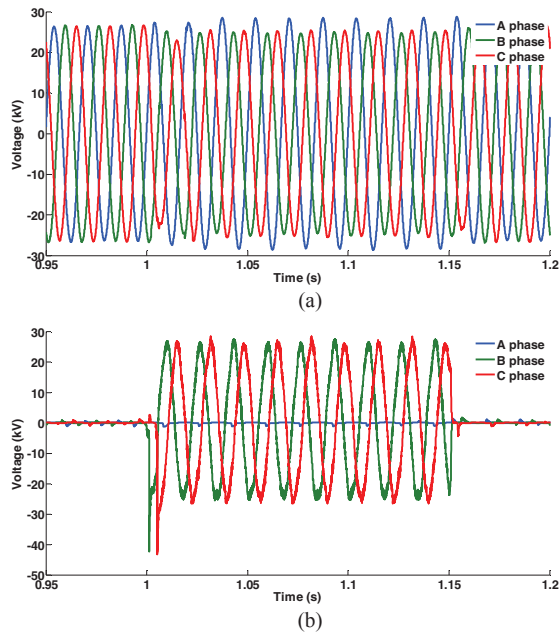 30
20
10
0
-10
-20
-30
Voltage (kV)
A phase
B phase
C phase
0.95 1 1.05 1.1 1.15 1.2
Time (s)
(a)
30
20
10
0
-10
-20
-30
-40
-50
Voltage (kV)
A phase
B phase
C phase
0.95 1 1.05 1.1 1.15 1.2
Time (s)
(b)